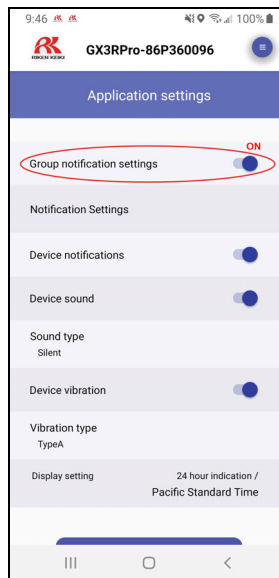 9:46
100%
RIKEN KEIKI
GX3RPro-86P360096
Application settings
ON
Group notification settings
Notification Settings
Device notifications
Device sound
Sound type
Silent
Device vibration
Vibration type
TypeA
Display setting
24 hour indication /
Pacific Standard Time